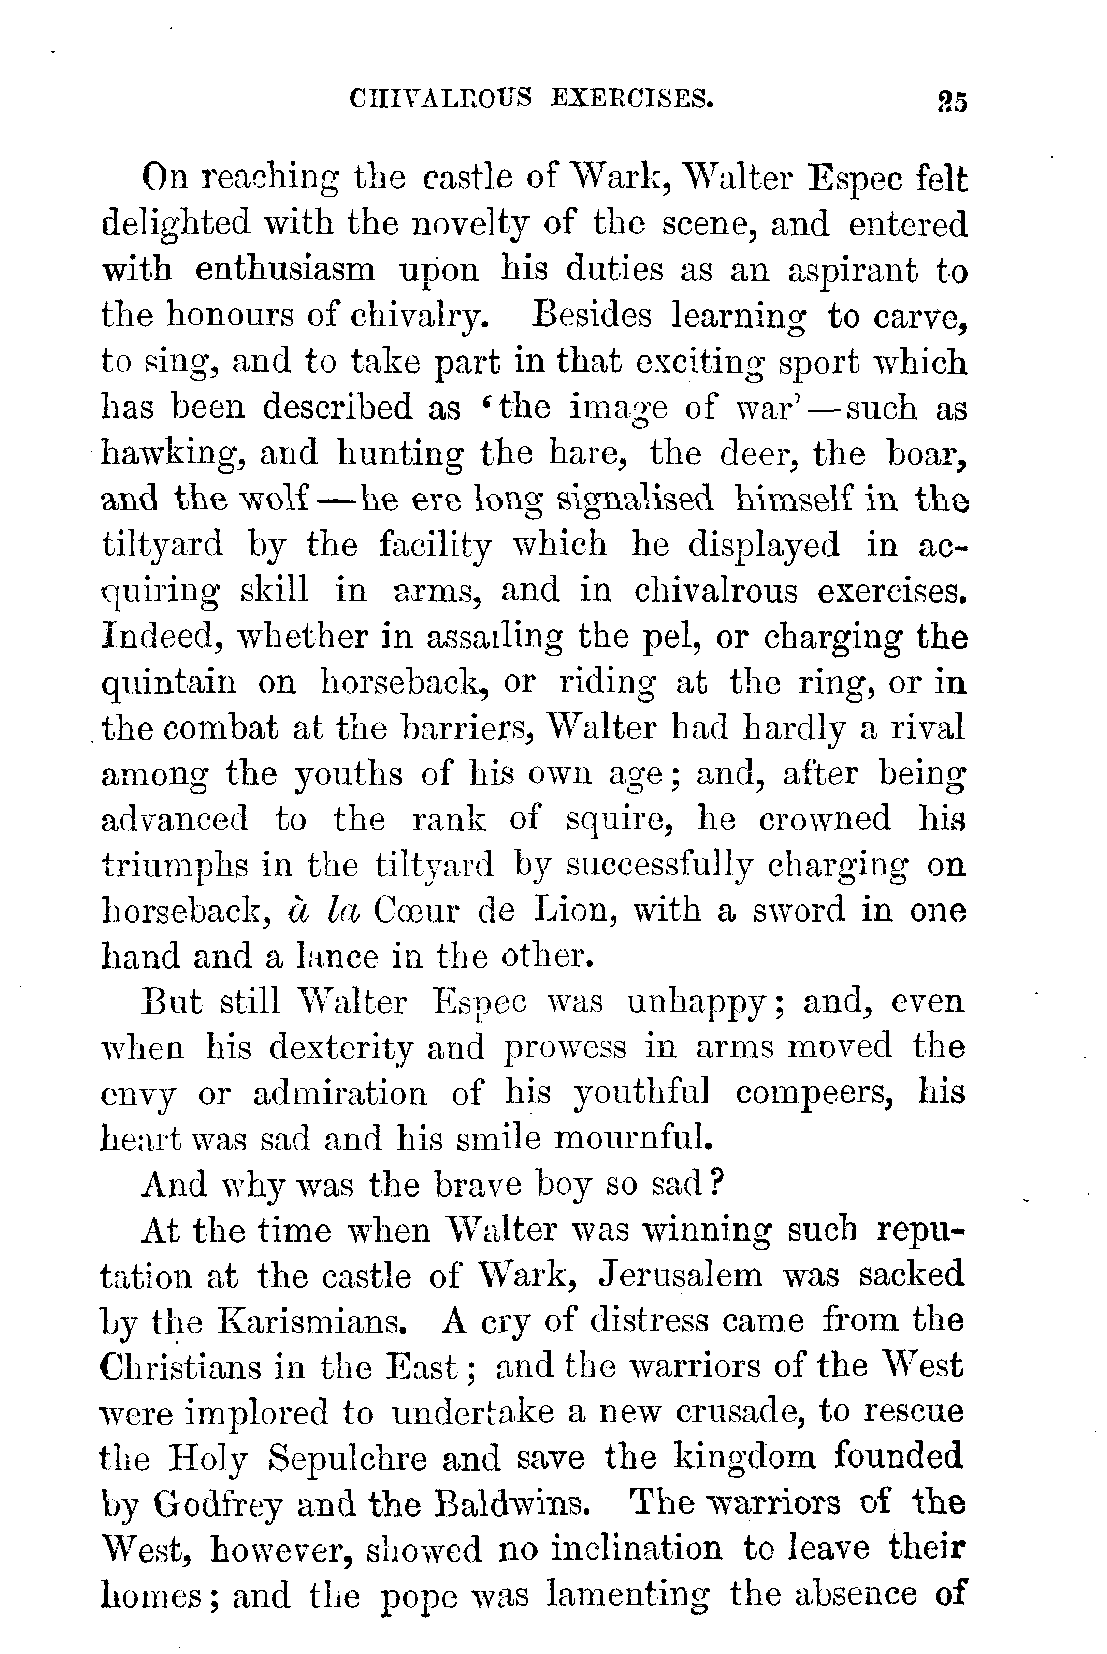 CHIVALROUS EXERCISES. 25
On reaching the castle of Wark, Walter Espec felt
delighted with the novelty of the scene, and entered
with enthusiasm upon his duties as an aspirant to
the honours of chivalry. Besides learning to carve,
to sing, and to take part in that exciting sport which
has been described as ‘the image of war’—such as
hawking, and hunting the hare, the deer, the boar,
and the wolf—he ere long signalised himself in the
tiltyard by the facility which he displayed in ac-
quiring skill in arms, and in chivalrous exercises.
Indeed, whether in assailing the pel, or charging the
quintain on horseback, or riding at the ring, or in
the combat at the barriers, Walter had hardly a rival
among the youths of his own age; and, after being
advanced to the rank of squire, he crowned his
triumphs in the tiltyard by successfully charging on
horseback, à la Cœur de Lion, with a sword in one
hand and a lance in the other.
But still Walter Espec was unhappy; and, even
when his dexterity and prowess in arms moved the
envy or admiration of his youthful compeers, his
heart was sad and his smile mournful.
And why was the brave boy so sad?
At the time when Walter was winning such repu-
tation at the castle of Wark, Jerusalem was sacked
by the Karismians. A cry of distress came from the
Christians in the East; and the warriors of the West
were implored to undertake a new crusade, to rescue
the Holy Sepulchre and save the kingdom founded
by Godfrey and the Baldwins. The warriors of the
West, however, showed no inclination to leave their
homes; and the pope was lamenting the absence of